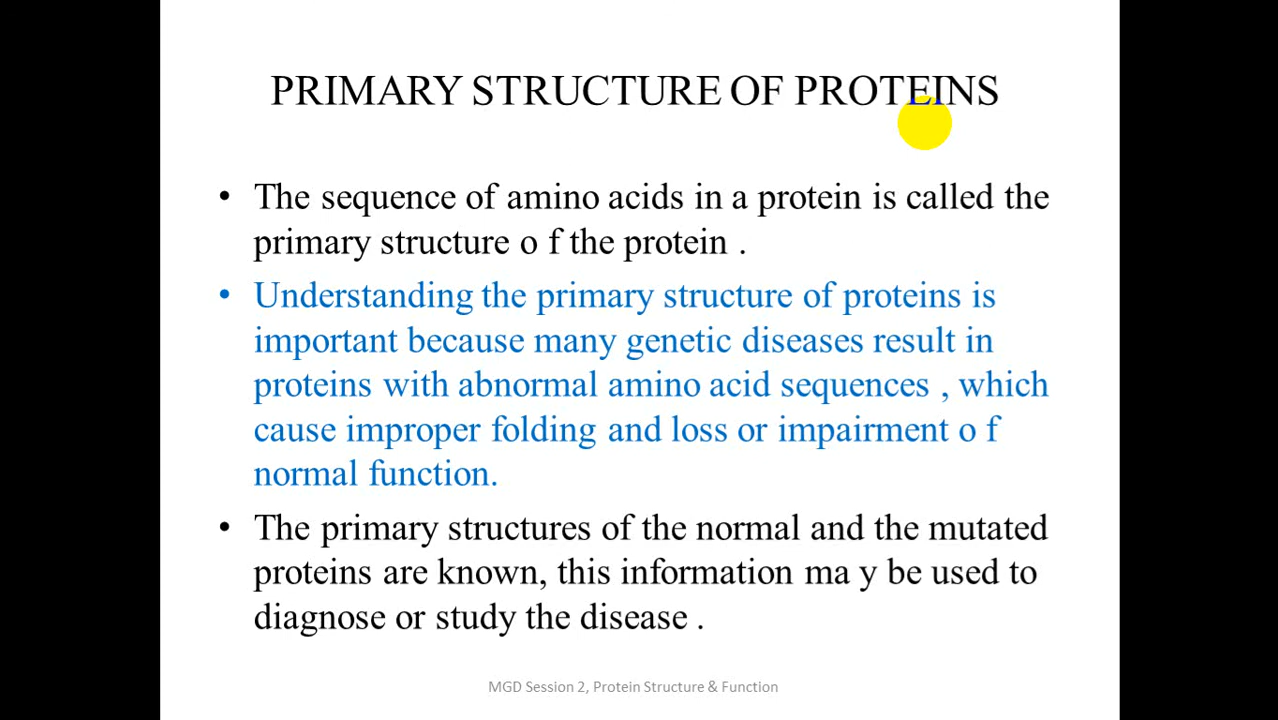 PRIMARY STRUCTURE OF PROTEINS
• The sequence of amino acids in a protein is called the
primary structure o f the protein .
• Understanding the primary structure of proteins is
important because many genetic diseases result in
proteins with abnormal amino acid sequences , which
cause improper folding and loss or impairment o f
normal function.
• The primary structures of the normal and the mutated
proteins are known, this information ma y be used to
diagnose or study the disease .
MGD Session 2, Protein Structure & Function